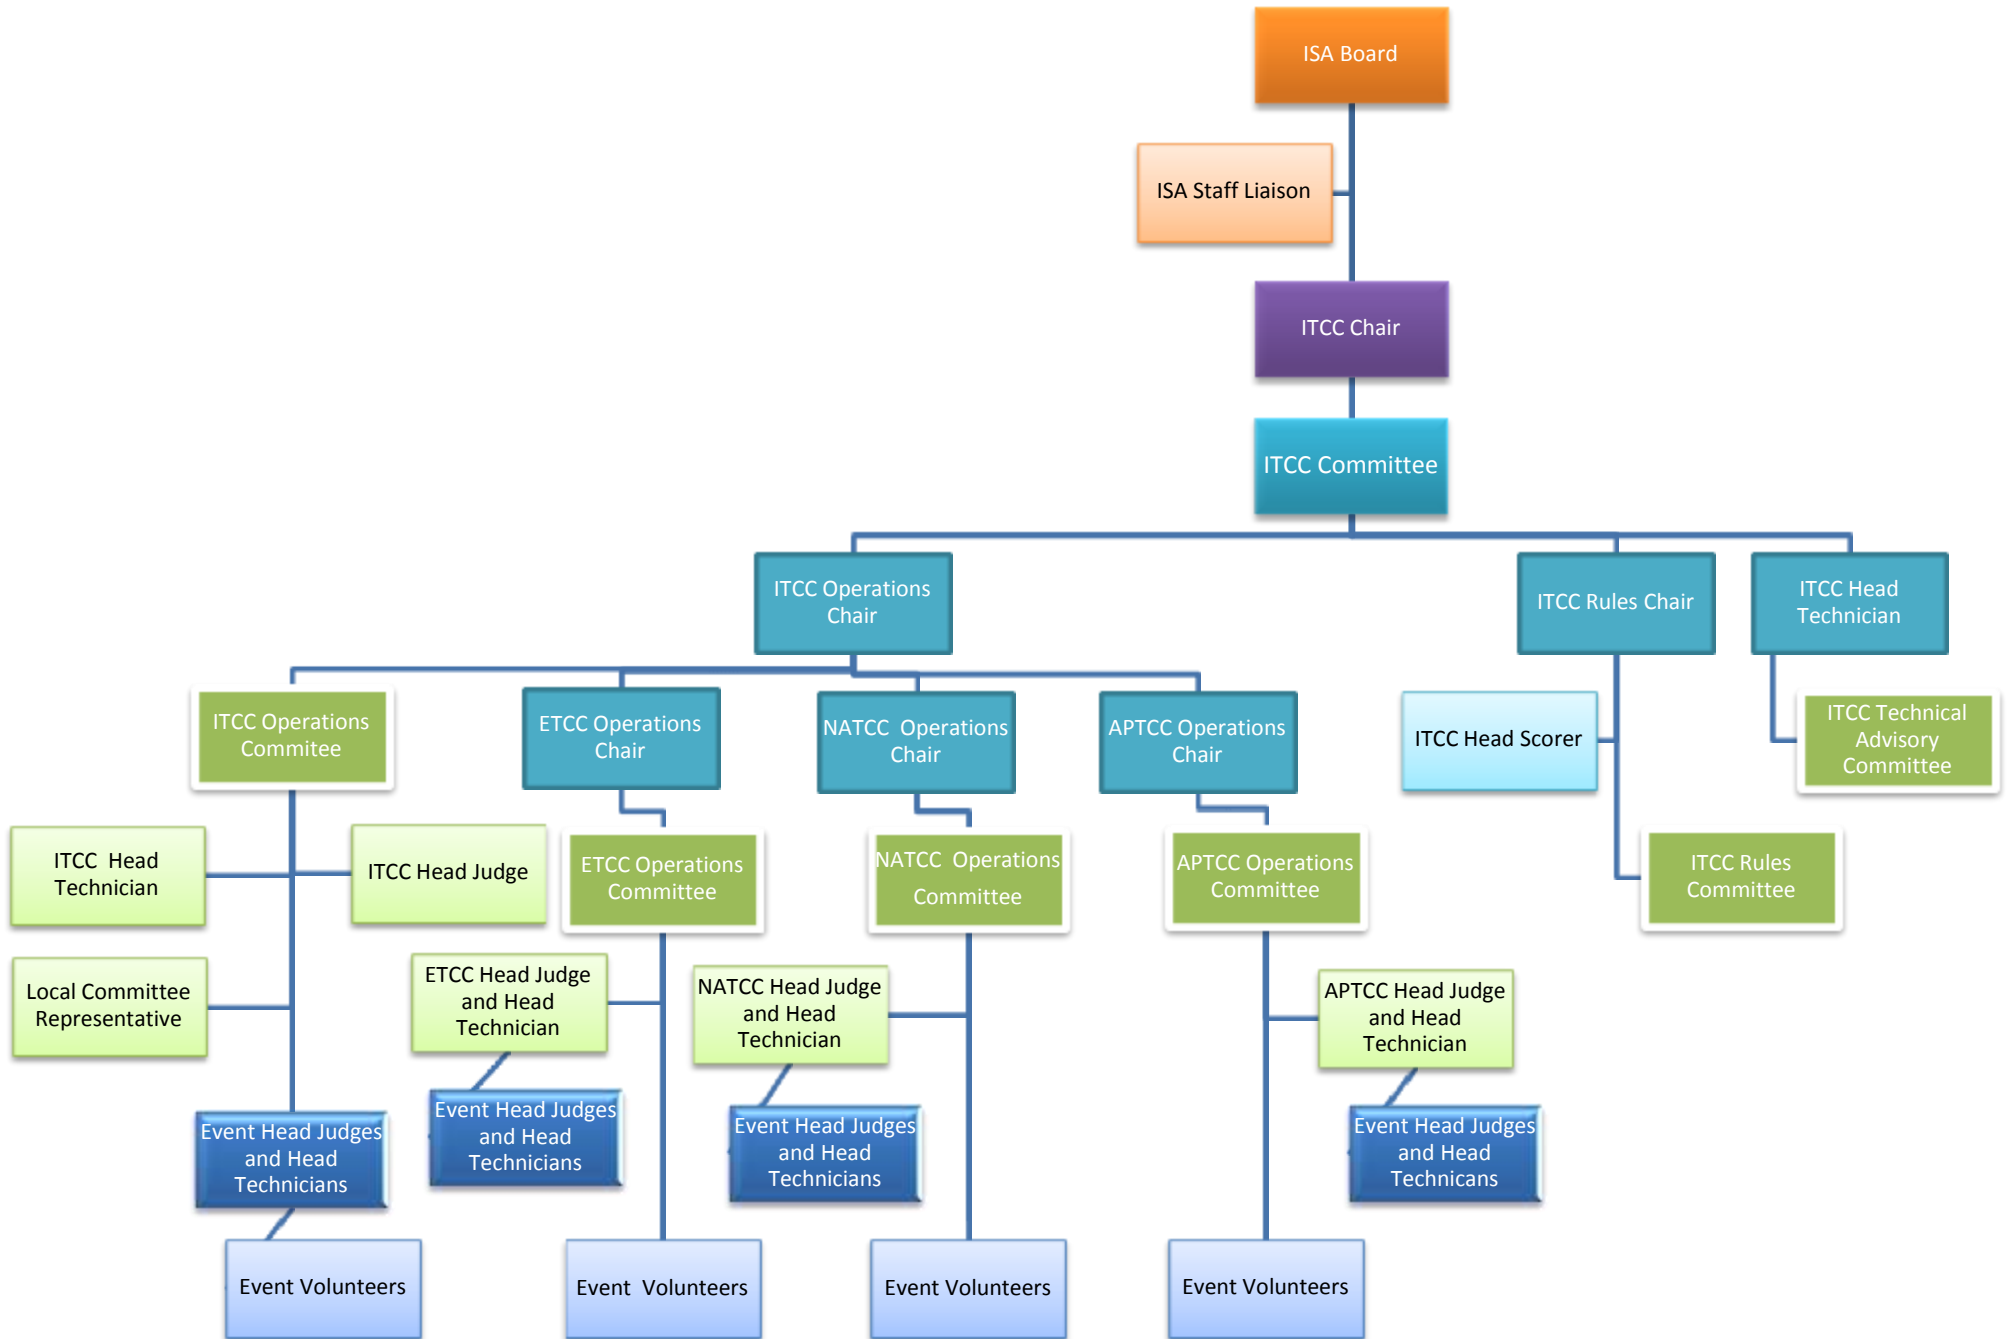 ISA Board
ISA Staff Liaison
ITCC Chair
ITCC Committee
ITCC Operations
Chair
ITCC Rules Chair
ITCC Head
Technician
ITCC Operations
Commitee
ETCC Operations
Chair
NATCC Operations
Chair
APTCC Operations
Chair
ITCC Head Scorer
ITCC Technical
Advisory
Committee
ITCC Head
Technician
ITCC Head Judge
ETCC Operations
Committee
NATCC Operations
Committee
APTCC Operations
Committee
ITCC Rules
Committee
Local Committee
Representative
ETCC Head Judge
and Head
Technician
NATCC Head Judge
and Head
Technician
APTCC Head Judge
and Head
Technician
Event Head Judges
and Head
Technicians
Event Head Judges
and Head
Technicians
Event Head Judges
and Head
Technicians
Event Head Judges
and Head
Technicans
Event Volunteers
Event Volunteers
Event Volunteers
Event Volunteers